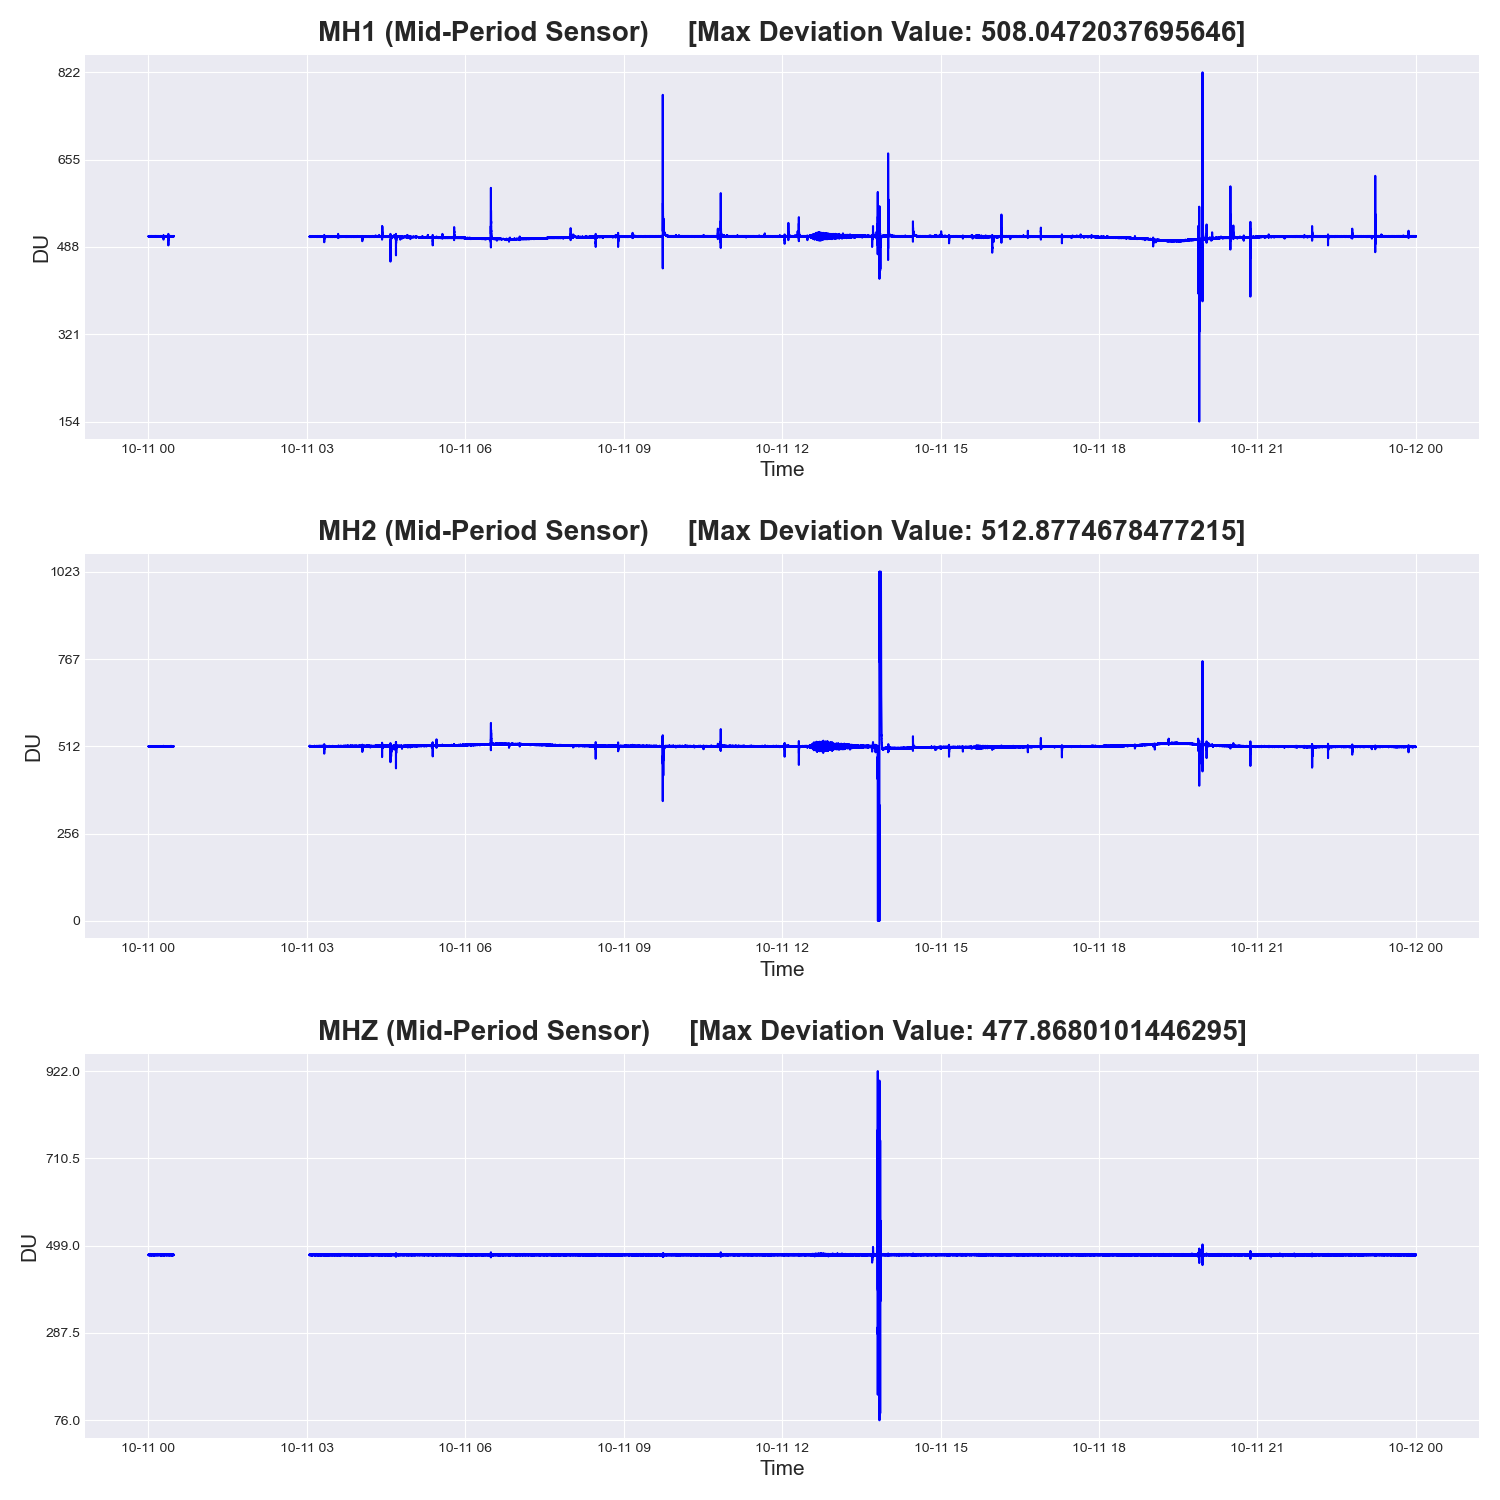 MH1 (Mid-Period Sensor) [Max Deviation Value: 508.0472037695646]
822
655
488
321
154
DU
10-11 00 10-11 03 10-11 06 10-11 09 10-11 12 10-11 15 10-11 18 10-11 21 10-12 00
Time
MH2 (Mid-Period Sensor) [Max Deviation Value: 512.8774678477215]
1023
767
512
256
0
DU
10-11 00 10-11 03 10-11 06 10-11 09 10-11 12 10-11 15 10-11 18 10-11 21 10-12 00
Time
MHZ (Mid-Period Sensor) [Max Deviation Value: 477.8680101446295]
922.0
710.5
499.0
287.5
76.0
DU
10-11 00 10-11 03 10-11 06 10-11 09 10-11 12 10-11 15 10-11 18 10-11 21 10-12 00
Time